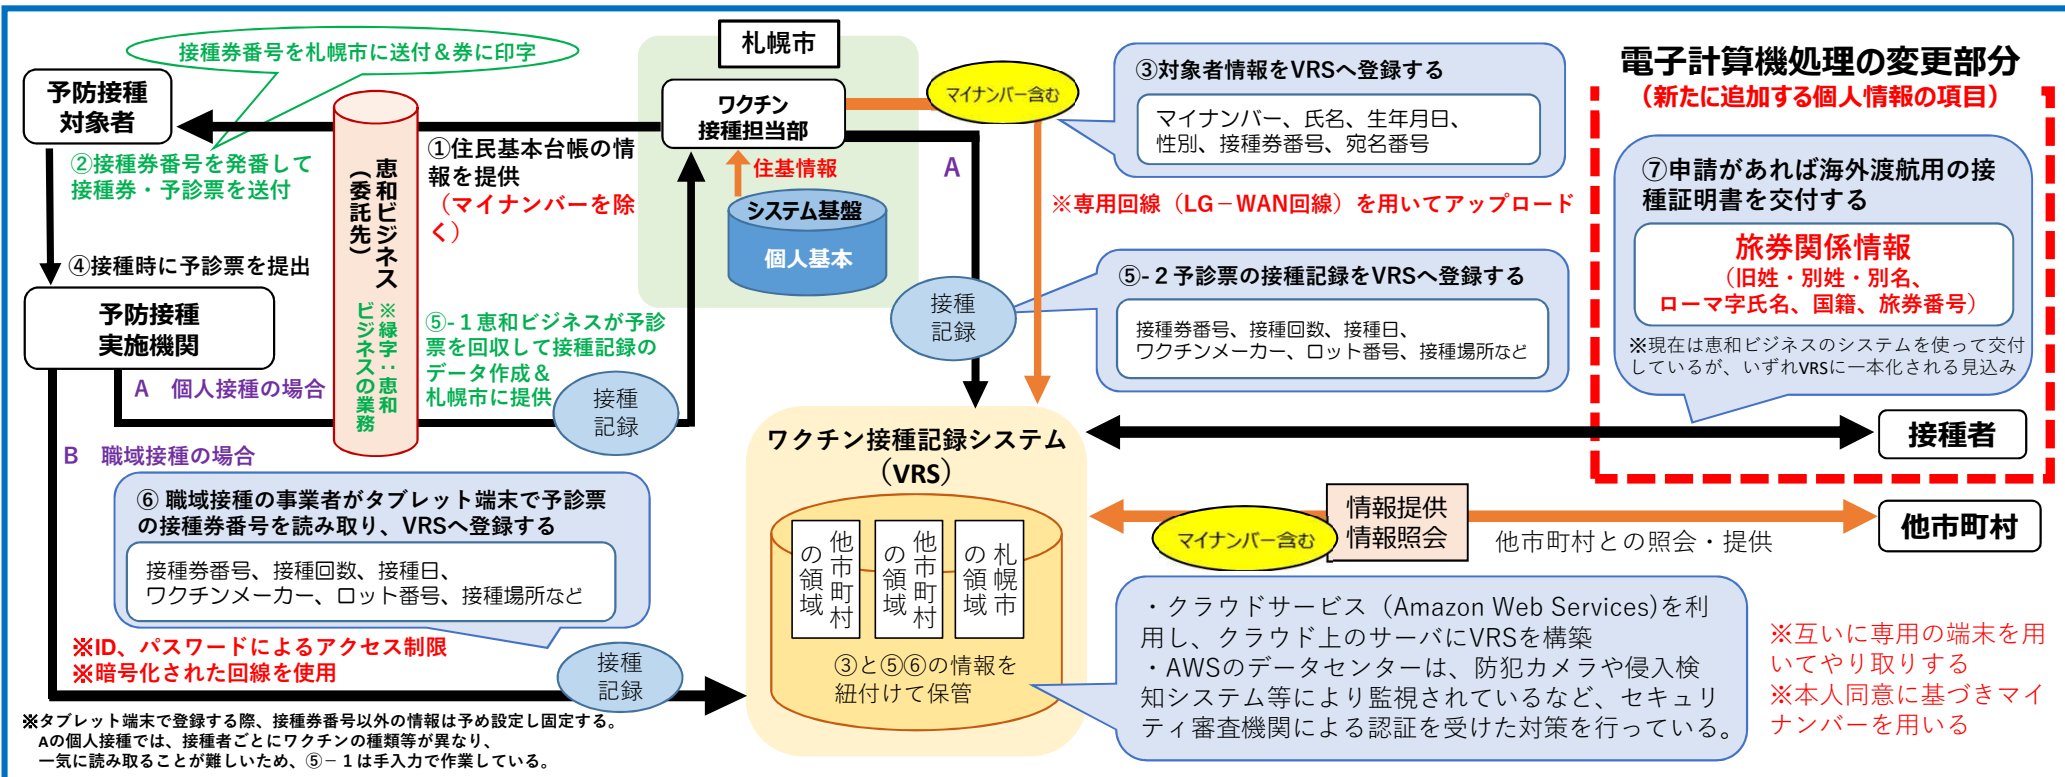 接種券番号を札幌市に送付＆券に印字
予防接種
対象者
②接種券番号を発番して
接種券・予診票を送付
④接種時に予診票を提出
予防接種
実施機関
A　個人接種の場合
B　職域接種の場合
恵和ビジネス
（委託先）
※緑字：恵和
ビジネスの業務
札幌市
ワクチン
接種担当部
①住民基本台帳の情
報を提供
（マイナンバーを除
く）
住基情報
システム基盤
個人基本
⑤-１恵和ビジネスが予診
票を回収して接種記録の
データ作成＆
札幌市に提供
接種
記録
マイナンバー含む
A
③対象者情報をVRSへ登録する
マイナンバー、氏名、生年月日、
性別、接種券番号、宛名番号
※専用回線（LG－WAN回線）を用いてアップロード
接種
記録
⑤-２予診票の接種記録をVRSへ登録する
接種券番号、接種回数、接種日、
ワクチンメーカー、ロット番号、接種場所など
電子計算機処理の変更部分
（新たに追加する個人情報の項目）
⑦申請があれば海外渡航用の接
種証明書を交付する
旅券関係情報
（旧姓・別姓・別名、
ローマ字氏名、国籍、旅券番号）
※現在は恵和ビジネスのシステムを使って交付
しているが、いずれVRSに一本化される見込み
接種者
⑥ 職域接種の事業者がタブレット端末で予診票
の接種券番号を読み取り、VRSへ登録する
接種券番号、接種回数、接種日、
ワクチンメーカー、ロット番号、接種場所など
※ID、パスワードによるアクセス制限
※暗号化された回線を使用
接種
記録
※タブレット端末で登録する際、接種券番号以外の情報は予め設定し固定する。
Aの個人接種では、接種者ごとにワクチンの種類等が異なり、
一気に読み取ることが難しいため、⑤－１は手入力で作業している。
ワクチン接種記録システム
（VRS）
他市町村
の領域
他市町村
の領域
札幌市
の領域
③と⑤⑥の情報を
紐付けて保管
マイナンバー含む
情報提供
情報照会
他市町村との照会・提供
他市町村
・クラウドサービス（Amazon Web Services)を利
用し、クラウド上のサーバにVRSを構築
・AWSのデータセンターは、防犯カメラや侵入検
知システム等により監視されているなど、セキュリ
ティ審査機関による認証を受けた対策を行っている。
※互いに専用の端末を用
いてやり取りする
※本人同意に基づきマイ
ナンバーを用いる